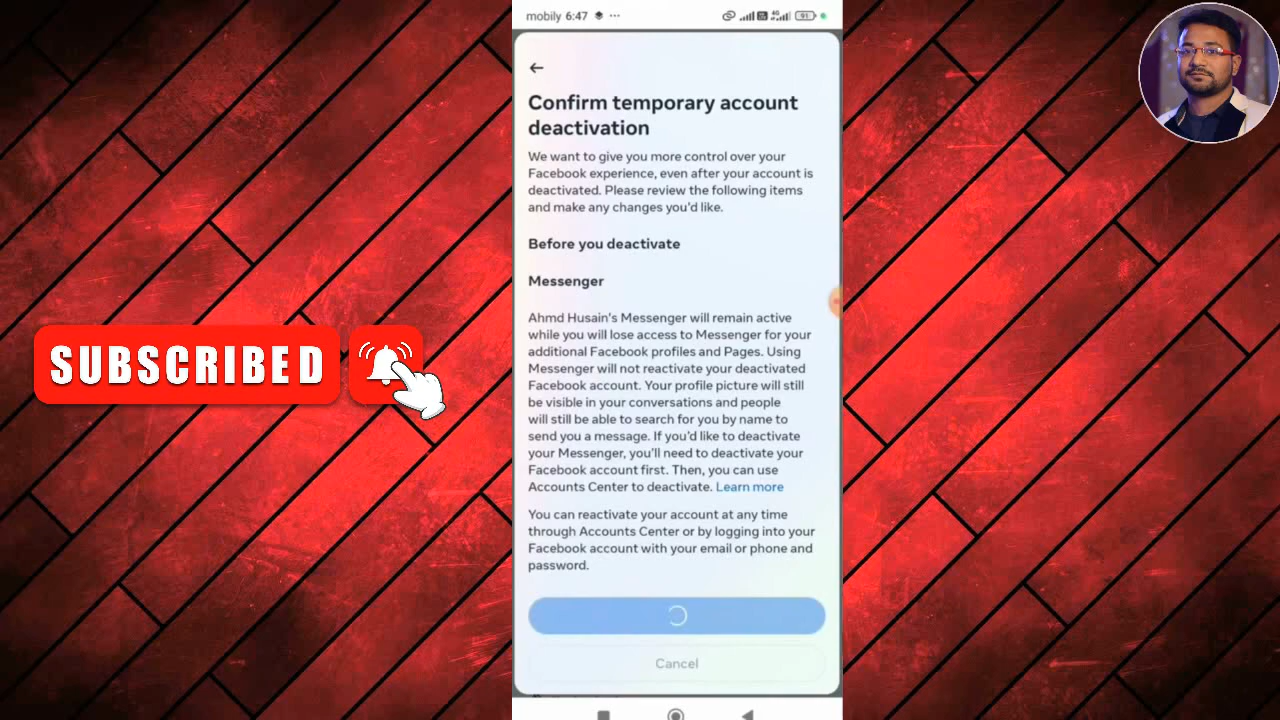 mobily 6:47
91
Confirm temporary account
deactivation
We want to give you more control over your
Facebook experience, even after your account is
deactivated. Please review the following items
and make any changes you'd like.
Before you deactivate
Messenger
Ahmd Husain's Messenger will remain active
while you will lose access to Messenger for your
additional Facebook profiles and Pages. Using
Messenger will not reactivate your deactivated
Facebook account. Your profile picture will still
be visible in your conversations and people
will still be able to search for you by name to
send you a message. If you'd like to deactivate
your Messenger, you'll need to deactivate your
Facebook account first. Then, you can use
Accounts Center to deactivate. Learn more
You can reactivate your account at any time
through Accounts Center or by logging into your
Facebook account with your email or phone and
password.
Cancel
SUBSCRIBED